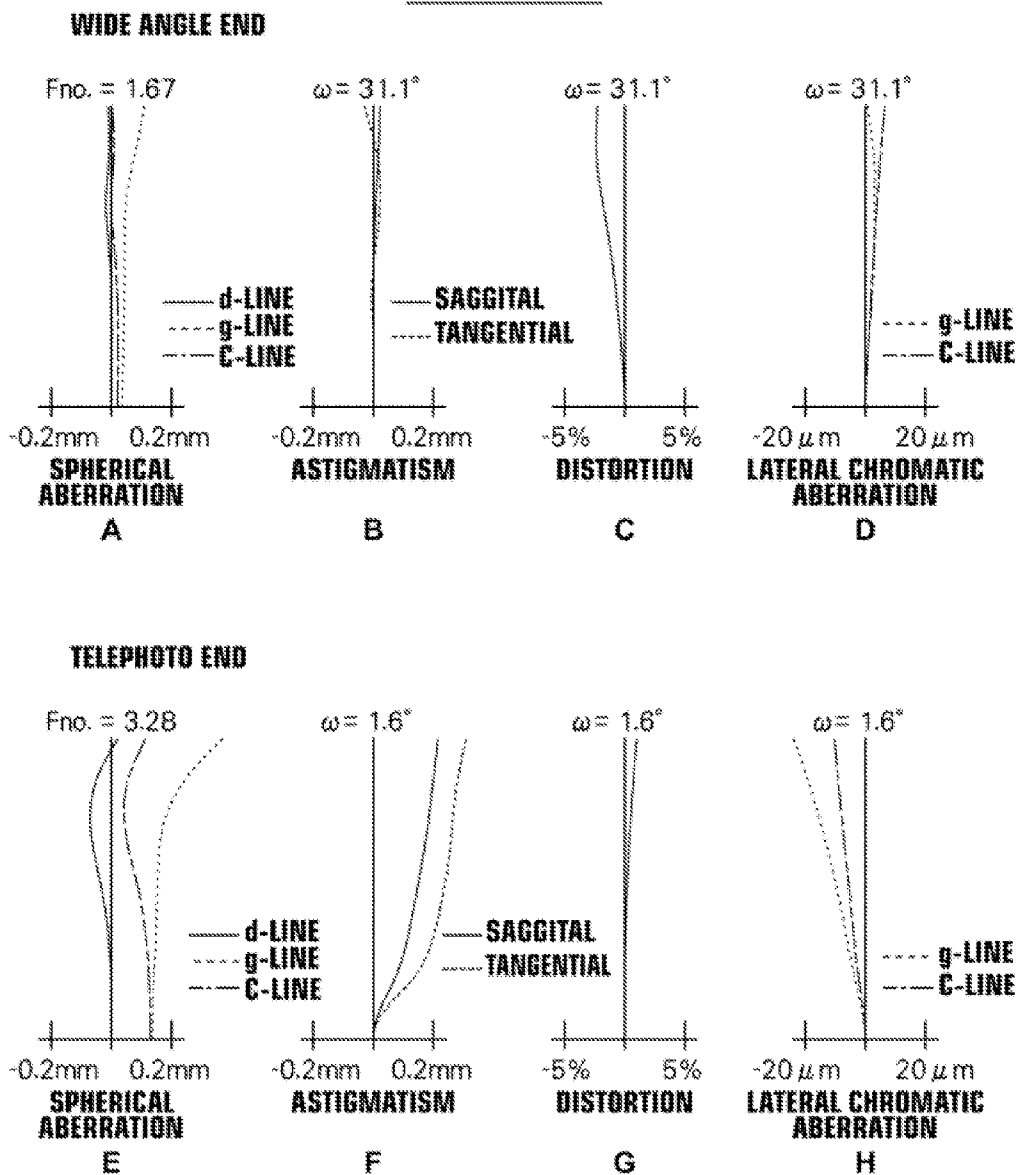 WIDE ANGLE END
Fno. = 1.67
ω = 31.1°
ω = 31.1°
ω = 31.1°
d-LINE
g-LINE
C-LINE
SAGGITAL
TANGENTIAL
g-LINE
C-LINE
-0.2mm 0.2mm
-0.2mm 0.2mm
-5% 5%
-20 μm 20 μm
SPHERICAL
ABERRATION
ASTIGMATISM
DISTORTION
LATERAL CHROMATIC
ABERRATION
A
B
C
D
TELEPHOTO END
Fno. = 3.28
ω = 1.6°
ω = 1.6°
ω = 1.6°
d-LINE
g-LINE
C-LINE
SAGGITAL
TANGENTIAL
g-LINE
C-LINE
-0.2mm 0.2mm
-0.2mm 0.2mm
-5% 5%
-20 μm 20 μm
SPHERICAL
ABERRATION
ASTIGMATISM
DISTORTION
LATERAL CHROMATIC
ABERRATION
E
F
G
H